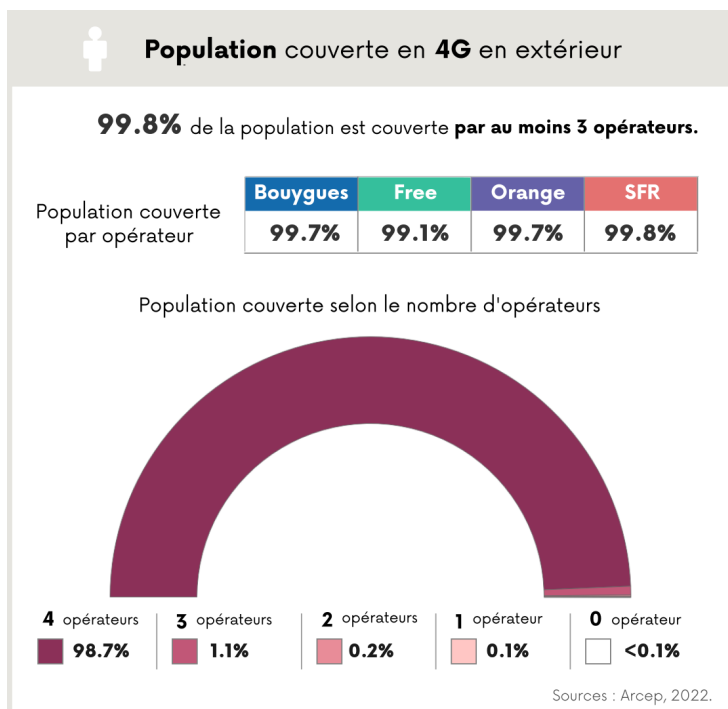 Population couverte en 4G en extérieur
99.8% de la population est couverte par au moins 3 opérateurs.
Bouygues Free Orange SFR
Population couverte par opérateur
99.7% 99.1% 99.7% 99.8%
Population couverte selon le nombre d'opérateurs
4 opérateurs 3 opérateurs 2 opérateurs 1 opérateur 0 opérateur
98.7% 1.1% 0.2% 0.1% <0.1%
Sources : Arcep, 2022.